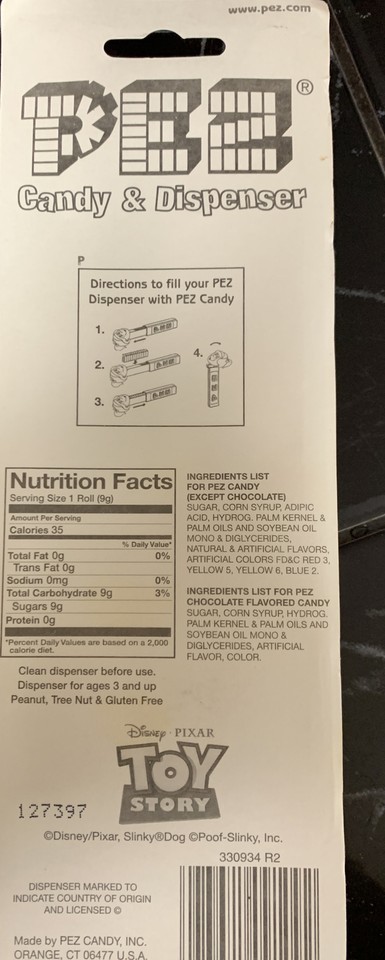 www.pez.com
PEZ®
Candy & Dispenser
P
Directions to fill your PEZ
Dispenser with PEZ Candy
1.
2.
3.
4.
Nutrition Facts
Serving Size 1 Roll (9g)
Amount Per Serving
Calories 35
% Daily Value*
Total Fat 0g 0%
Trans Fat 0g
Sodium 0mg 0%
Total Carbohydrate 9g 3%
Sugars 9g
Protein 0g
*Percent Daily Values are based on a 2,000
calorie diet.
INGREDIENTS LIST
FOR PEZ CANDY
(EXCEPT CHOCOLATE)
SUGAR, CORN SYRUP, ADIPIC
ACID, HYDROG. PALM KERNEL &
PALM OILS AND SOYBEAN OIL
MONO & DIGLYCERIDES,
NATURAL & ARTIFICIAL FLAVORS,
ARTIFICIAL COLORS FD&C RED 3,
YELLOW 5, YELLOW 6, BLUE 2.
INGREDIENTS LIST FOR PEZ
CHOCOLATE FLAVORED CANDY
SUGAR, CORN SYRUP, HYDROG.
PALM KERNEL & PALM OILS AND
SOYBEAN OIL MONO &
DIGLYCERIDES, ARTIFICIAL
FLAVOR, COLOR.
Clean dispenser before use.
Dispenser for ages 3 and up
Peanut, Tree Nut & Gluten Free
Disney · PIXAR
TOY
STORY
127397
©Disney/Pixar, Slinky®Dog ©Poof-Slinky, Inc.
330934 R2
DISPENSER MARKED TO
INDICATE COUNTRY OF ORIGIN
AND LICENSED ©
Made by PEZ CANDY, INC.
ORANGE, CT 06477 U.S.A.